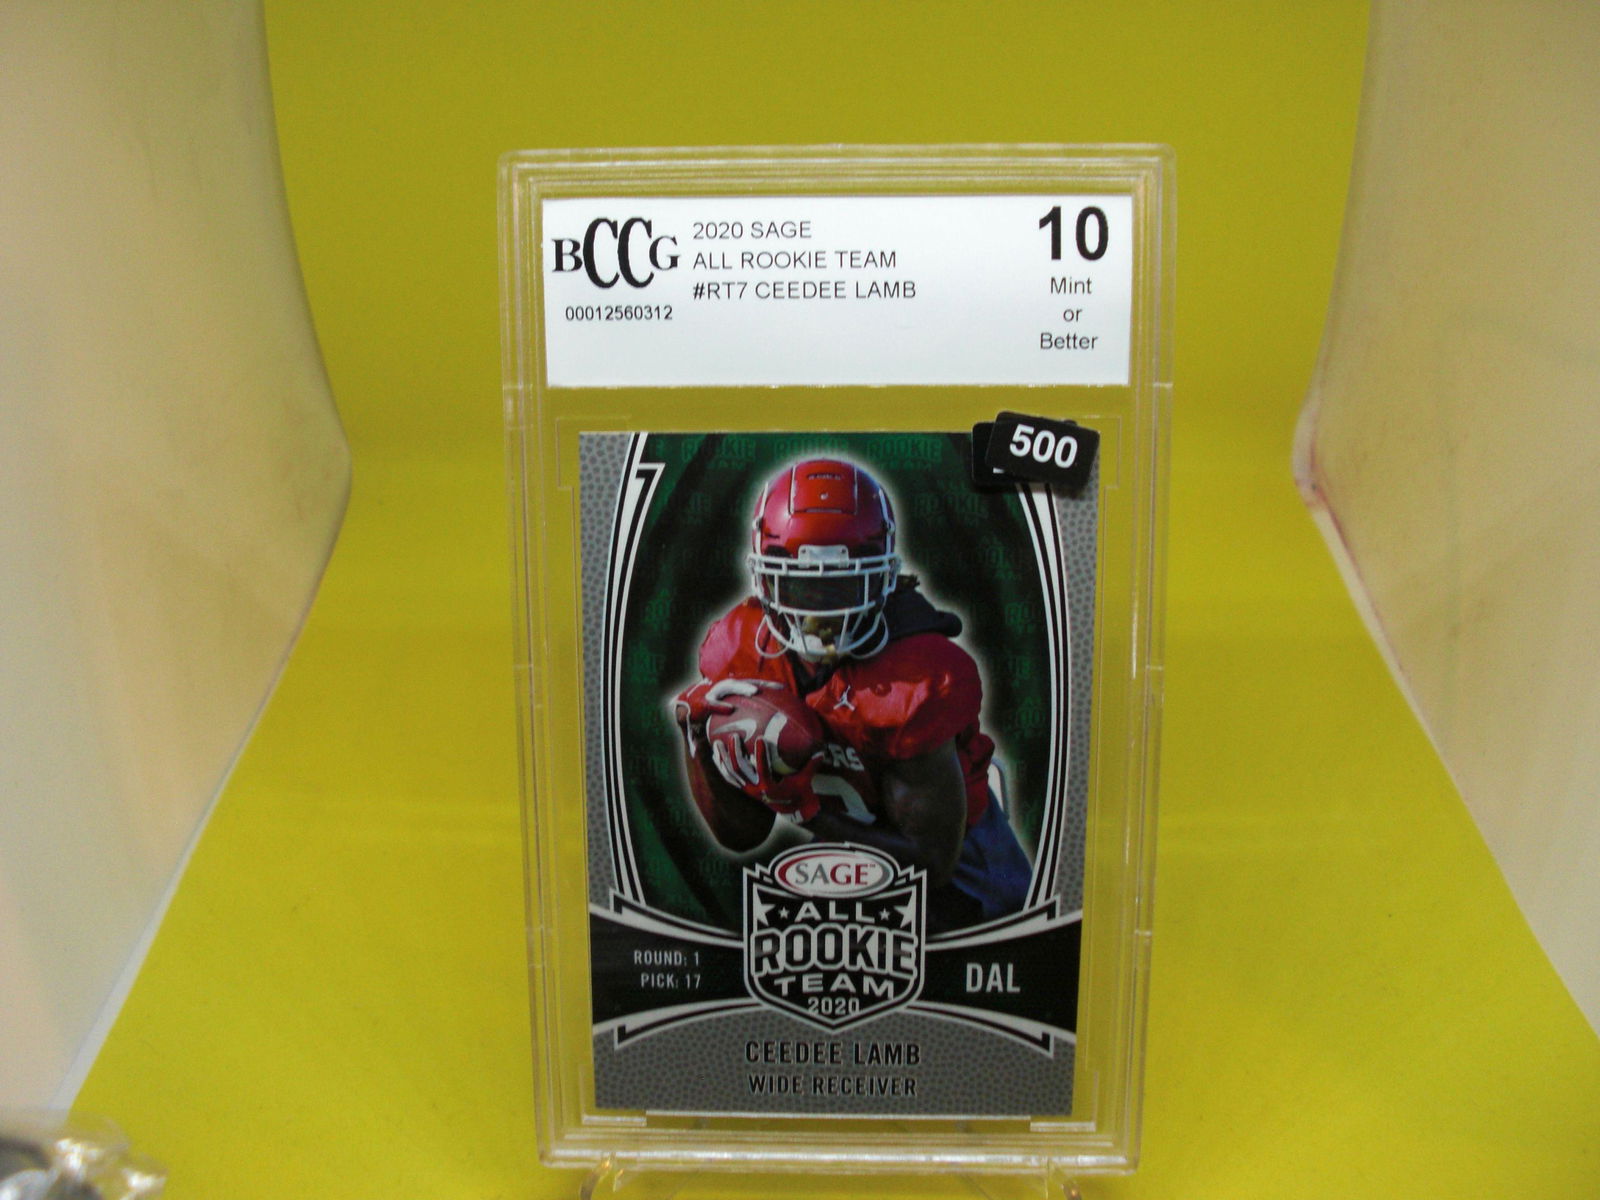 BCCG
00012560312
2020 SAGE
ALL ROOKIE TEAM
#RT7 CEEDEE LAMB
10
Mint
or
Better
500
ERS
SAGE
ALL
ROOKIE
TEAM
2020
ROUND: 1
PICK: 17
DAL
CEEDEE LAMB
WIDE RECEIVER